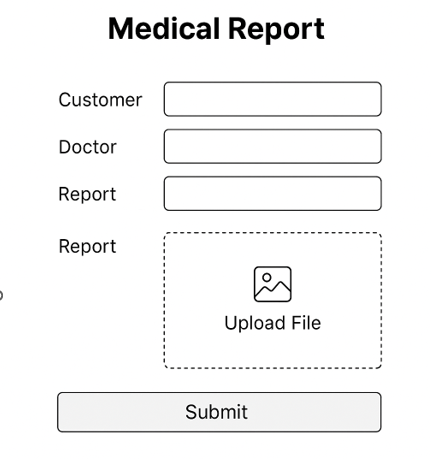 Medical Report
Customer
Doctor
Report
Report
Upload File
Submit